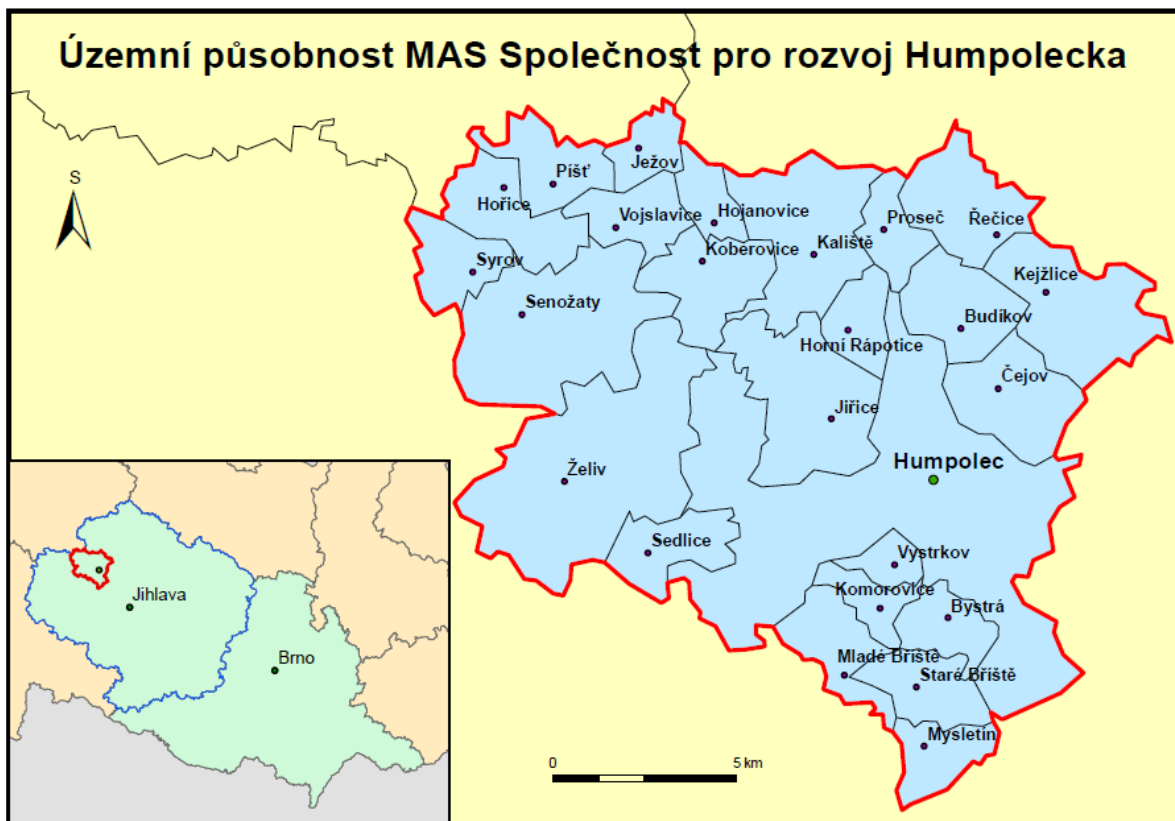 Územní působnost MAS Společnost pro rozvoj Humpolecka
S
Ježov
Píšť
Hořice
Vojslavice
Hojanovice
Proseč
Řečice
Koberovice
Kaliště
Syrov
Kejžlice
Senožaty
Budíkov
Horní Rápotice
Čejov
Jiřice
Humpolec
Želiv
Sedlice
Vystrkov
Komorovice
Bystrá
Mladé Bříště
Staré Bříště
Mysletín
Jihlava
Brno
0
5 km